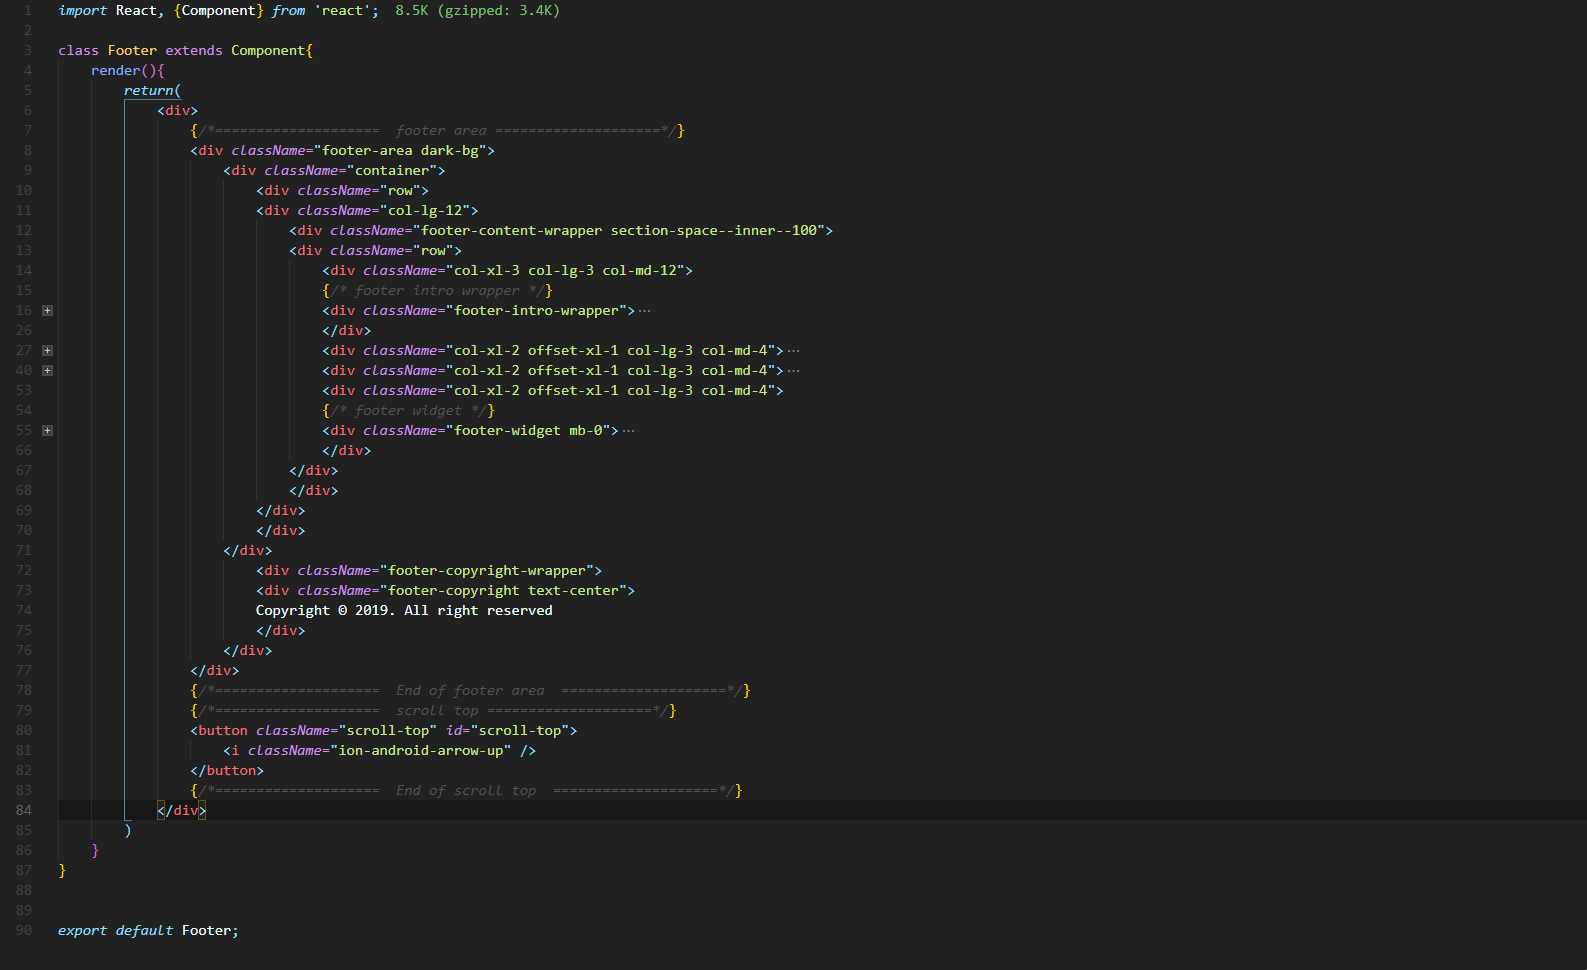 1 import React, {Component} from 'react'; 8.5K (gzipped: 3.4K)
2
3 class Footer extends Component{
4 render(){
5 return(
6 <div>
7 {/*==================== footer area ====================*/}
8 <div className="footer-area dark-bg">
9 <div className="container">
10 <div className="row">
11 <div className="col-lg-12">
12 <div className="footer-content-wrapper section-space--inner--100">
13 <div className="row">
14 <div className="col-xl-3 col-lg-3 col-md-12">
15 {/* footer intro wrapper */}
16 <div className="footer-intro-wrapper">···
26 </div>
27 <div className="col-xl-2 offset-xl-1 col-lg-3 col-md-4">···
40 <div className="col-xl-2 offset-xl-1 col-lg-3 col-md-4">···
53 <div className="col-xl-2 offset-xl-1 col-lg-3 col-md-4">
54 {/* footer widget */}
55 <div className="footer-widget mb-0">···
66 </div>
67 </div>
68 </div>
69 </div>
70 </div>
71 </div>
72 <div className="footer-copyright-wrapper">
73 <div className="footer-copyright text-center">
74 Copyright © 2019. All right reserved
75 </div>
76 </div>
77 </div>
78 {/*==================== End of footer area ====================*/}
79 {/*==================== scroll top ====================*/}
80 <button className="scroll-top" id="scroll-top">
81 <i className="ion-android-arrow-up" />
82 </button>
83 {/*==================== End of scroll top ====================*/}
84 </div>
85 )
86 }
87 }
88
89
90 export default Footer;